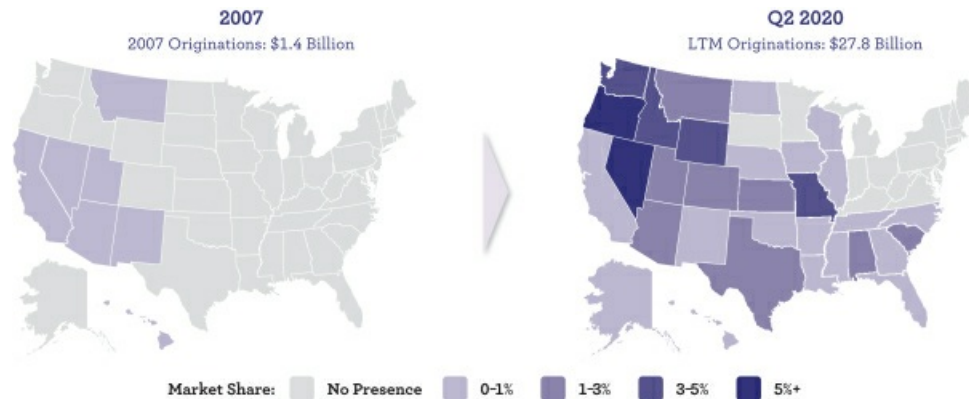 2007
2007 Originations: $1.4 Billion
Q2 2020
LTM Originations: $27.8 Billion
Market Share: No Presence 0-1% 1-3% 3-5% 5%+